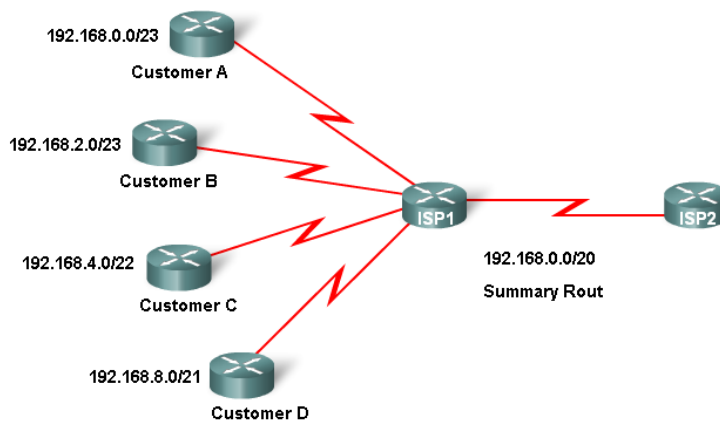 192.168.0.0/23
Customer A
192.168.2.0/23
Customer B
ISP1
ISP2
192.168.4.0/22
Customer C
192.168.0.0/20
Summary Rout
192.168.8.0/21
Customer D